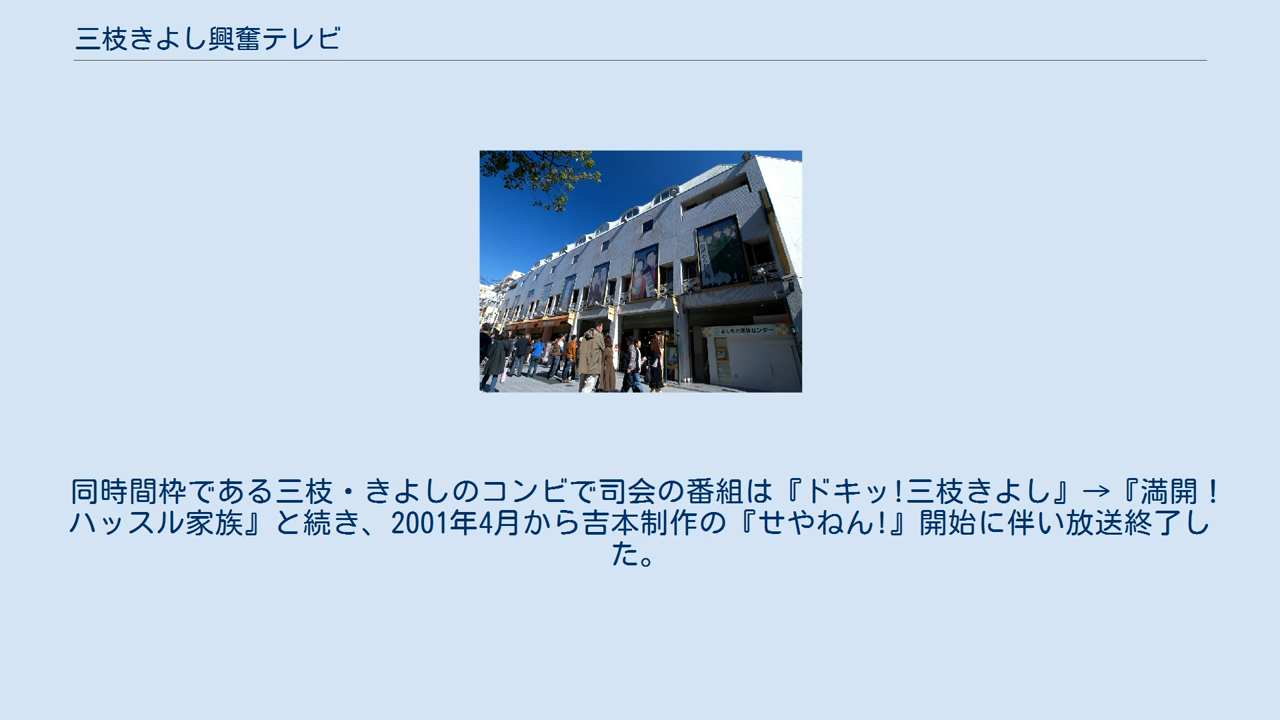 三枝きよし興奮テレビ
同時間枠である三枝・きよしのコンビで司会の番組は『ドキッ!三枝きよし』→『満開！
ハッスル家族』と続き、2001年4月から吉本制作の『せやねん!』開始に伴い放送終了し
た。